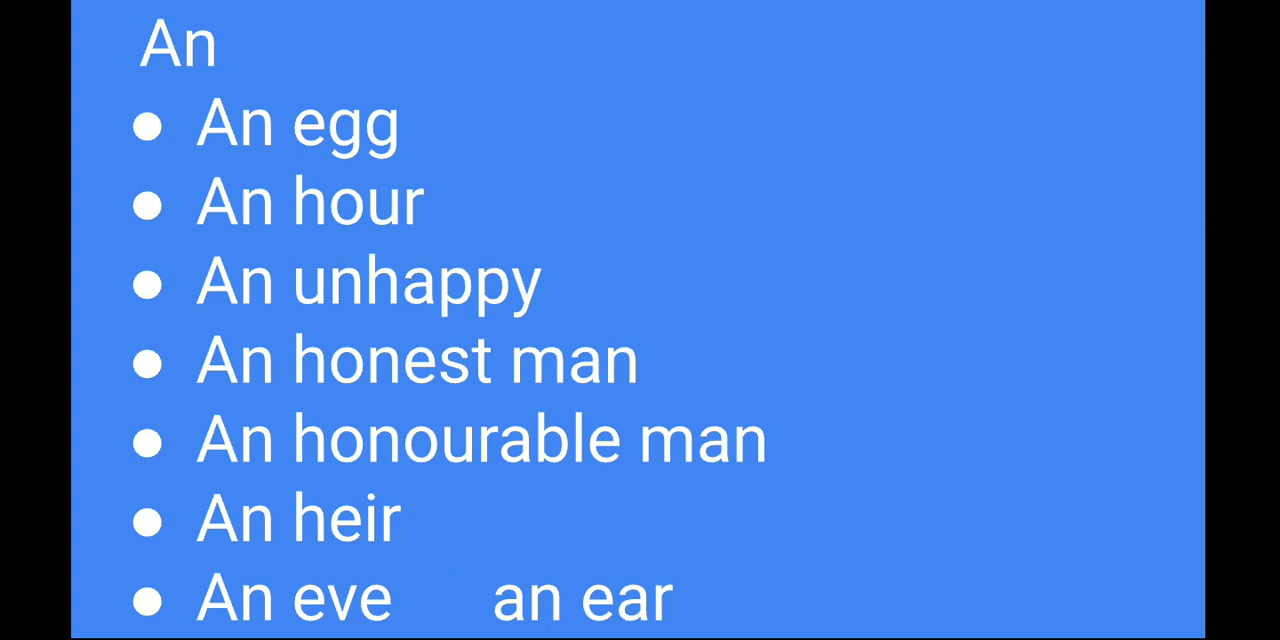 An
● An egg
● An hour
● An unhappy
● An honest man
● An honourable man
● An heir
● An eve an ear